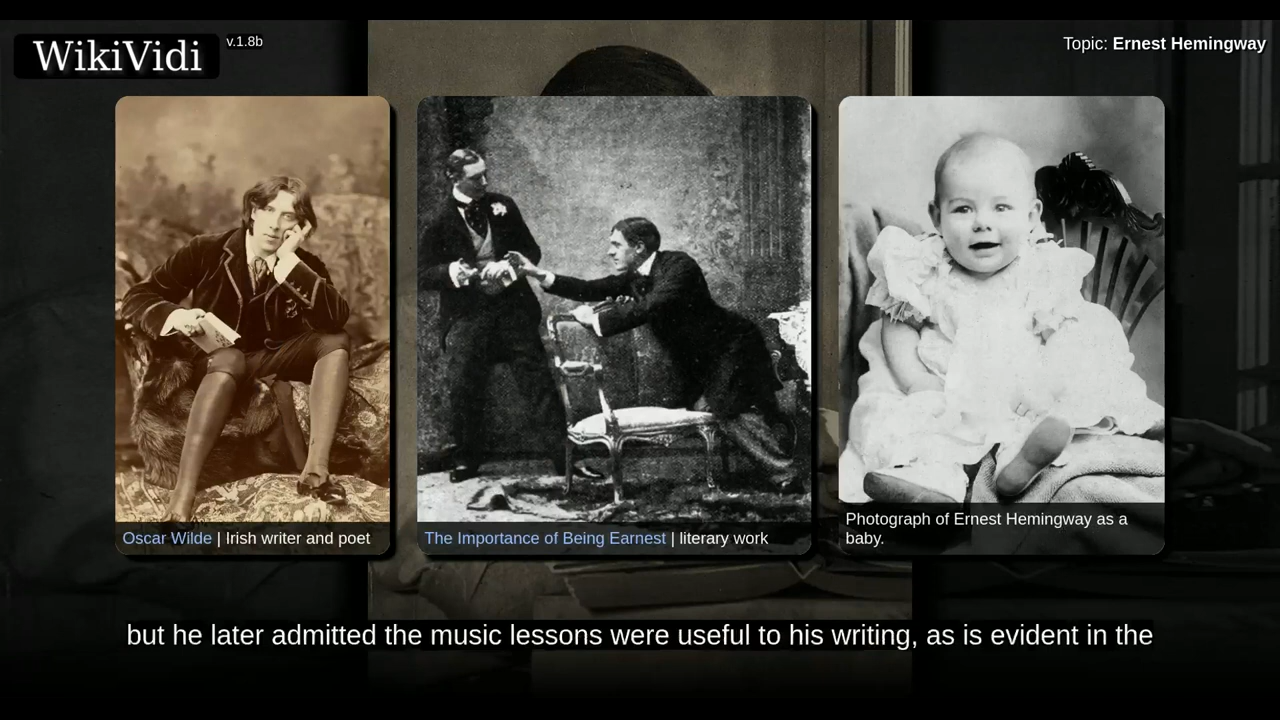 WikiVidi v.1.8b
Topic: Ernest Hemingway
Oscar Wilde | Irish writer and poet
The Importance of Being Earnest | literary work
Photograph of Ernest Hemingway as a
baby.
but he later admitted the music lessons were useful to his writing, as is evident in the